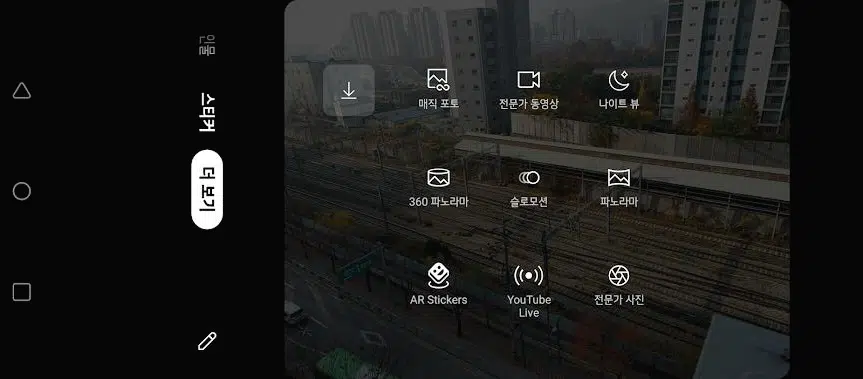 인물
스티커
더 보기
매직 포토
전문가 동영상
나이트 뷰
360 파노라마
슬로모션
파노라마
AR Stickers
YouTube
Live
전문가 사진